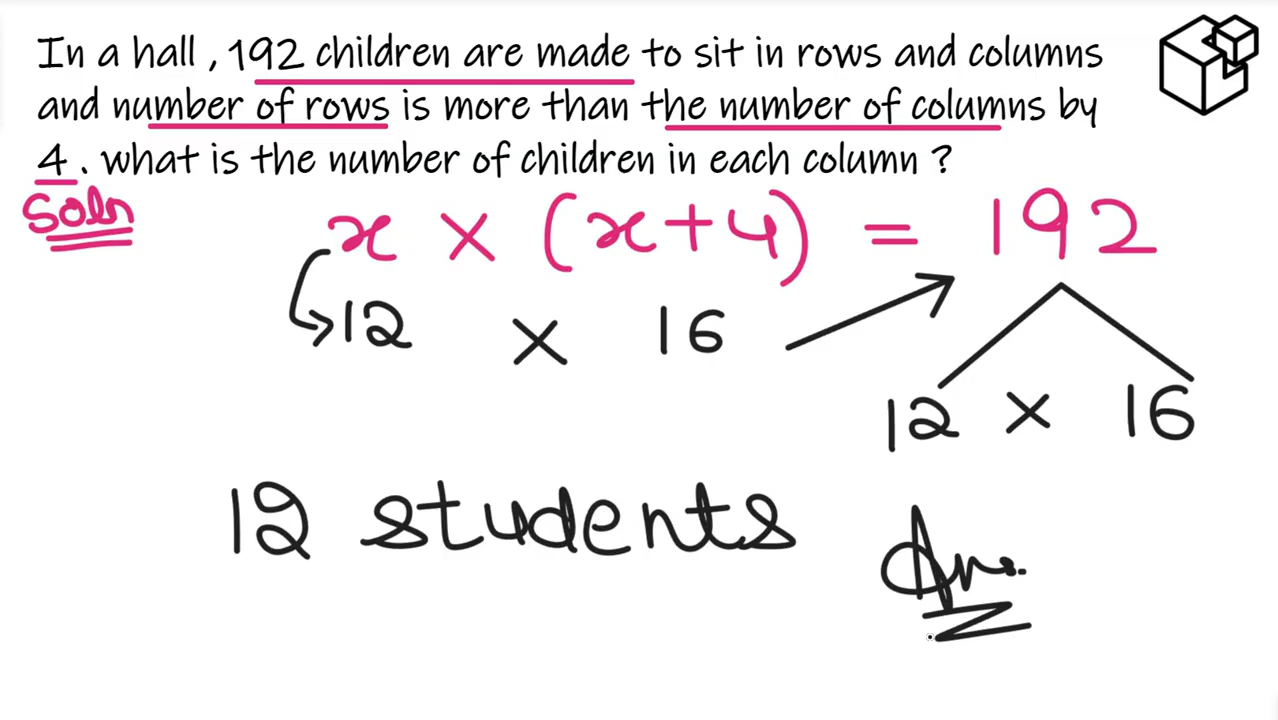 In a hall , 192 children are made to sit in rows and columns
and number of rows is more than the number of columns by
4 . what is the number of children in each column ?
Soln
x × (x+4) = 192
12 × 16
12 × 16
12 students
Ans.